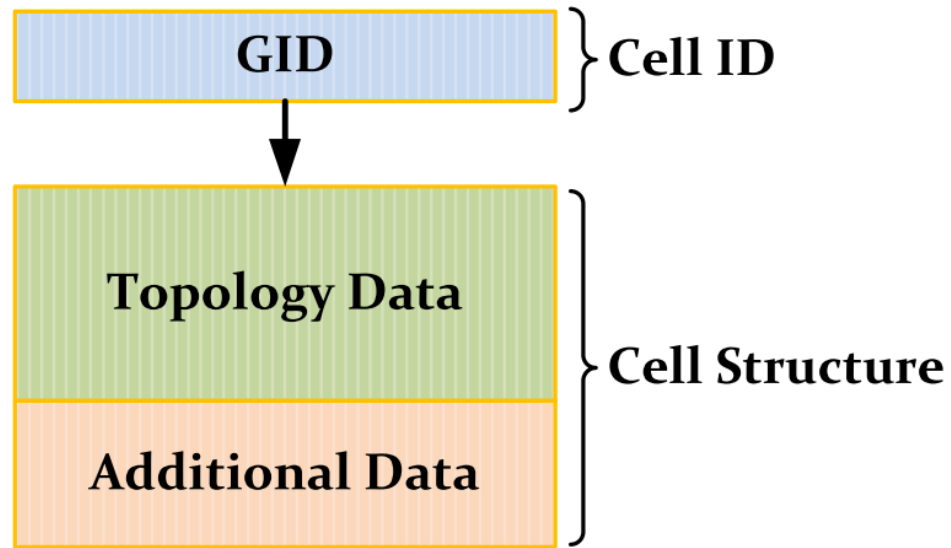 GID
Cell ID
Topology Data
Cell Structure
Additional Data